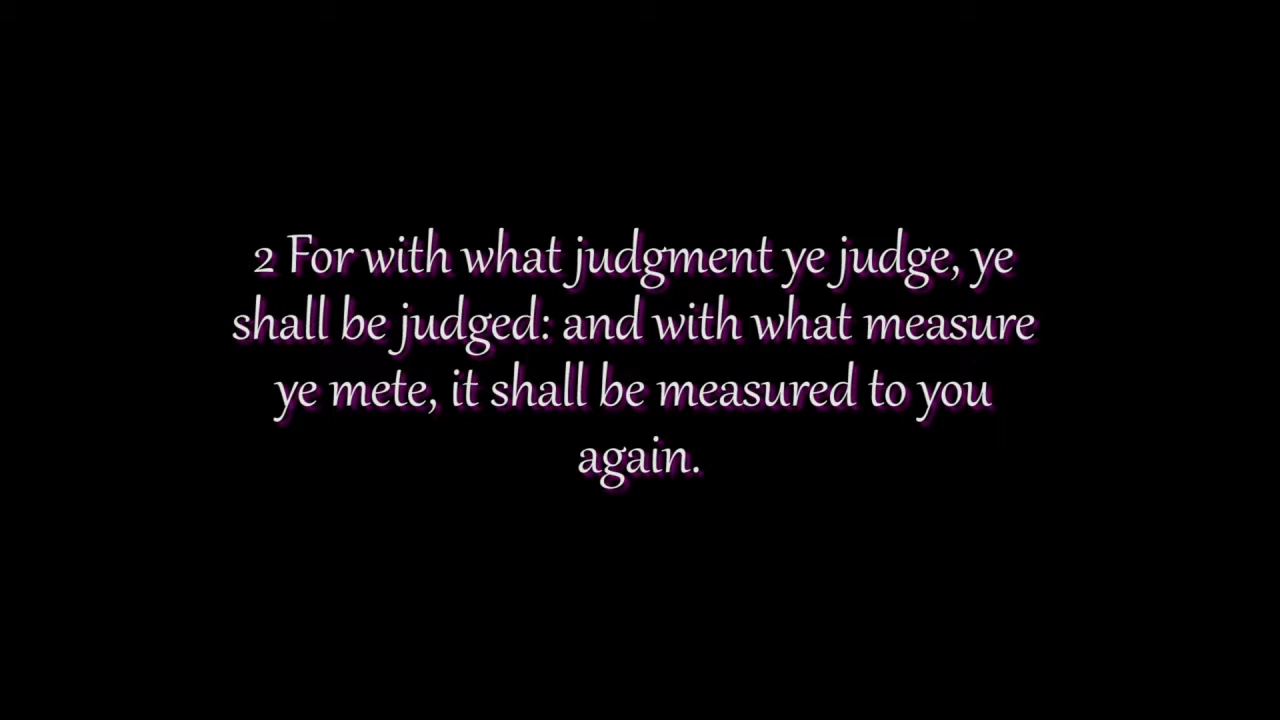 2 For with what judgment ye judge, ye
shall be judged: and with what measure
ye mete, it shall be measured to you
again.